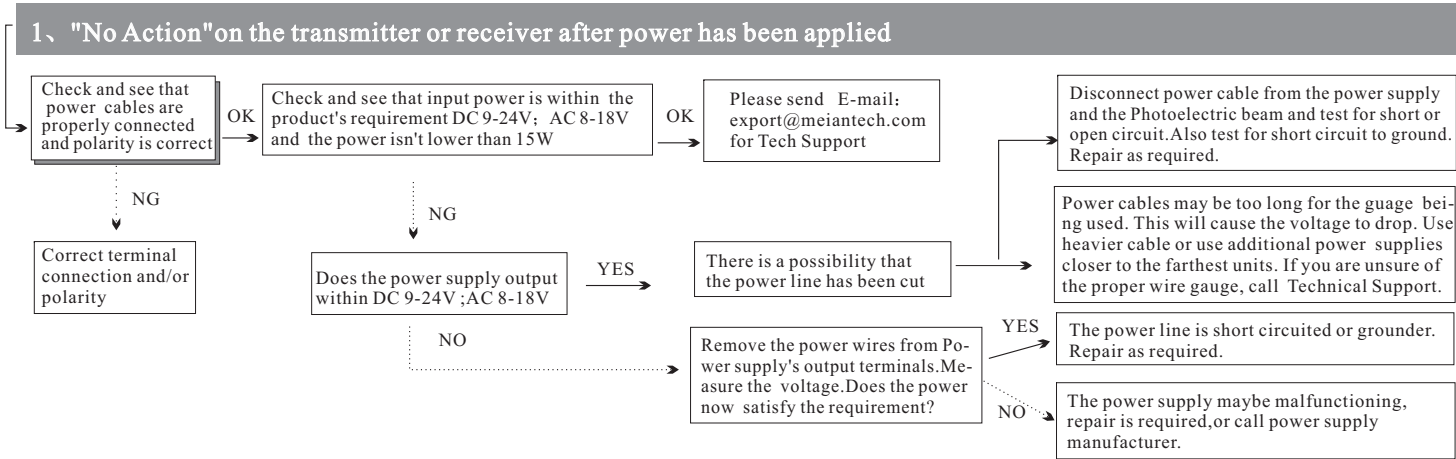 1、"No Action"on the transmitter or receiver after power has been applied
Check and see that
power cables are
properly connected
and polarity is correct
OK
Check and see that input power is within the
product's requirement DC 9-24V; AC 8-18V
and the power isn't lower than 15W
OK
Please send E-mail:
export@meiantech.com
for Tech Support
Disconnect power cable from the power supply
and the Photoelectric beam and test for short or
open circuit.Also test for short circuit to ground.
Repair as required.
NG
NG
Correct terminal
connection and/or
polarity
Does the power supply output
within DC 9-24V ;AC 8-18V
YES
There is a possibility that
the power line has been cut
Power cables may be too long for the guage bei-
ng used. This will cause the voltage to drop. Use
heavier cable or use additional power supplies
closer to the farthest units. If you are unsure of
the proper wire gauge, call Technical Support.
NO
Remove the power wires from Po-
wer supply's output terminals.Me-
asure the voltage.Does the power
now satisfy the requirement?
YES
The power line is short circuited or grounder.
Repair as required.
NO
The power supply maybe malfunctioning,
repair is required,or call power supply
manufacturer.